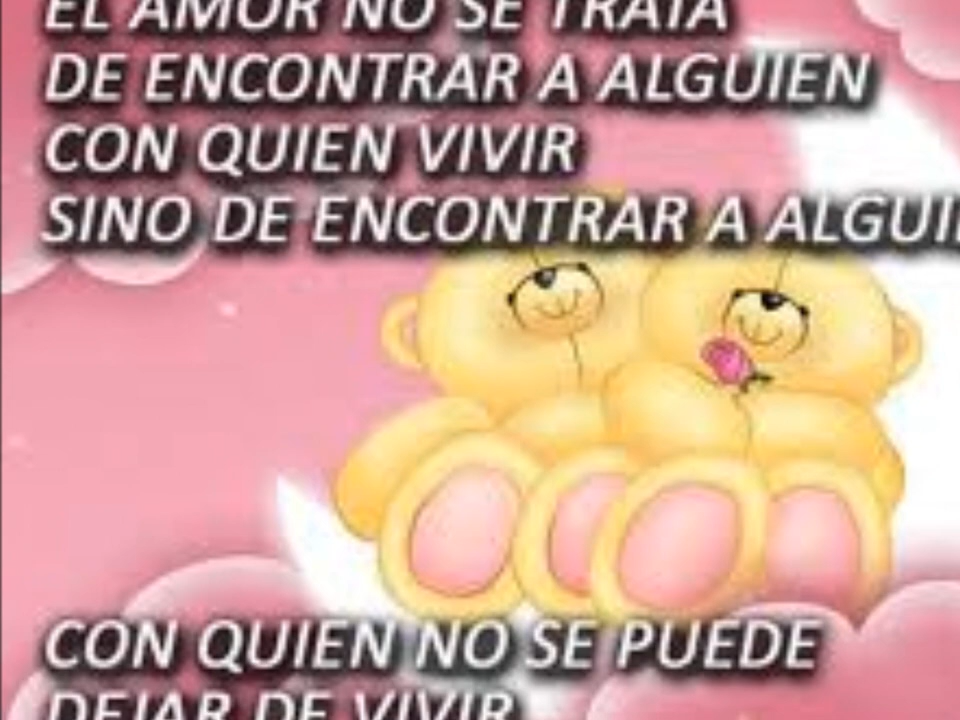 EL AMOR NO SE TRATA
DE ENCONTRAR A ALGUIEN
CON QUIEN VIVIR
SINO DE ENCONTRAR A ALGUI
CON QUIEN NO SE PUEDE
DEJAR DE VIVIR